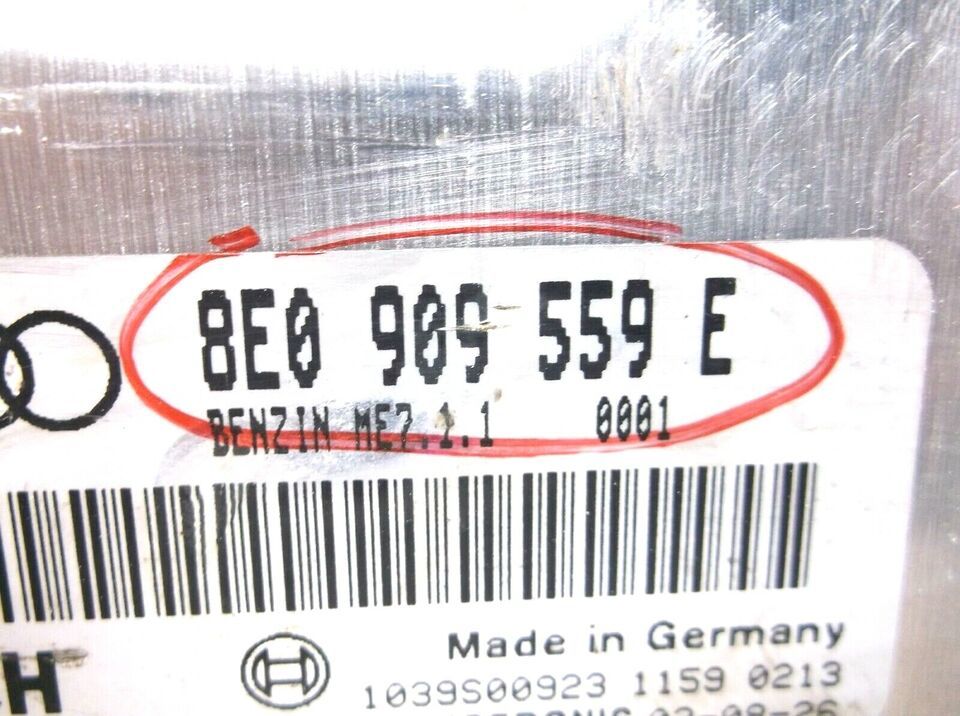 8E0 909 559 E
BENZIN ME7.1.1 0001
Made in Germany
1039S00923 1159 0213